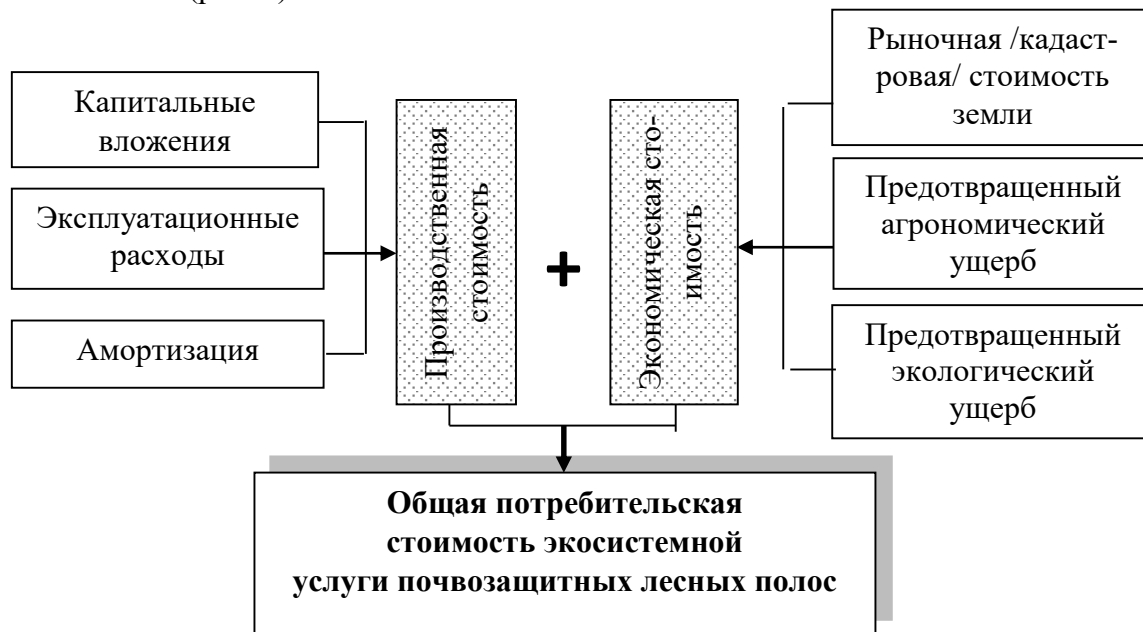 Капитальные
вложения
Эксплуатационные
расходы
Амортизация
Производственная
стоимость
+
Экономическая сто-
имость
Рыночная /кадаст-
ровая/ стоимость
земли
Предотвращенный
агрономический
ущерб
Предотвращенный
экологический
ущерб
Общая потребительская
стоимость экосистемной
услуги почвозащитных лесных полос